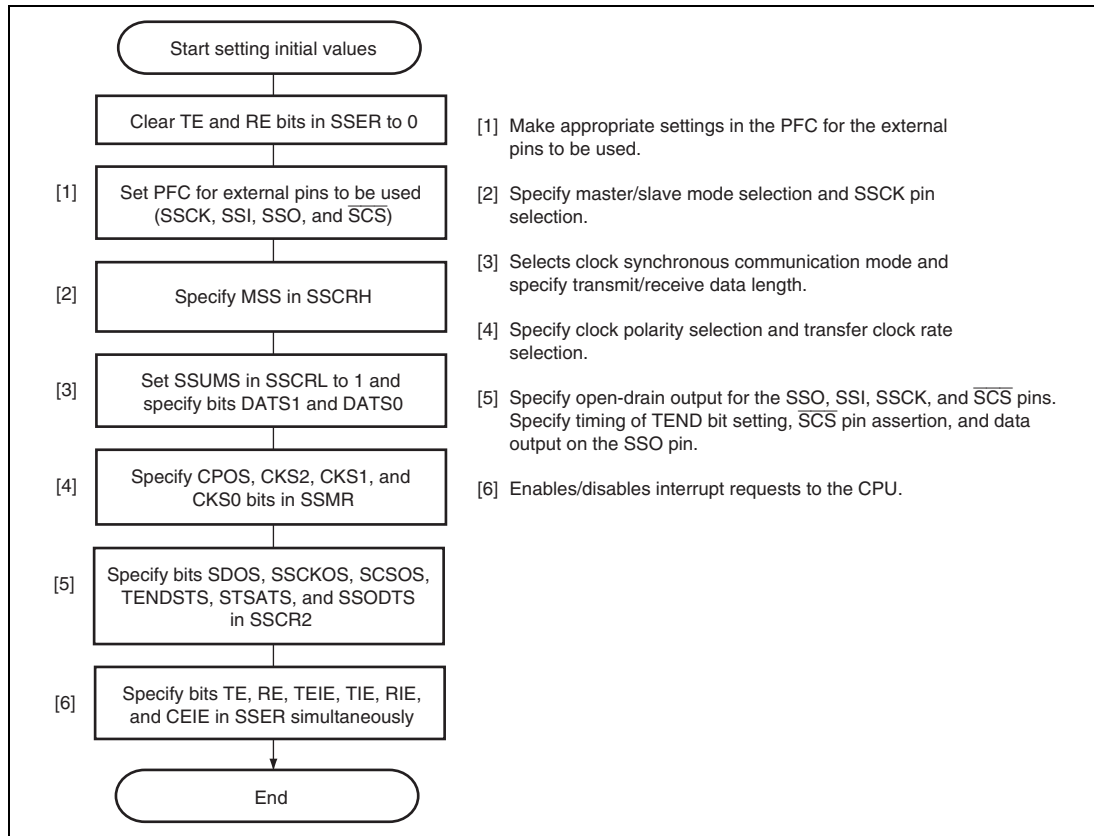 Start setting initial values
Clear TE and RE bits in SSER to 0
[1]
Set PFC for external pins to be used
(SSCK, SSI, SSO, and S̅C̅S̅)
[2]
Specify MSS in SSCRH
[3]
Set SSUMS in SSCRL to 1 and
specify bits DATS1 and DATS0
[4]
Specify CPOS, CKS2, CKS1, and
CKS0 bits in SSMR
[5]
Specify bits SDOS, SSCKOS, SCSOS,
TENDSTS, STSATS, and SSODTS
in SSCR2
[6]
Specify bits TE, RE, TEIE, TIE, RIE,
and CEIE in SSER simultaneously
End
[1] Make appropriate settings in the PFC for the external
pins to be used.
[2] Specify master/slave mode selection and SSCK pin
selection.
[3] Selects clock synchronous communication mode and
specify transmit/receive data length.
[4] Specify clock polarity selection and transfer clock rate
selection.
[5] Specify open-drain output for the SSO, SSI, SSCK, and S̅C̅S̅ pins.
Specify timing of TEND bit setting, S̅C̅S̅ pin assertion, and data
output on the SSO pin.
[6] Enables/disables interrupt requests to the CPU.